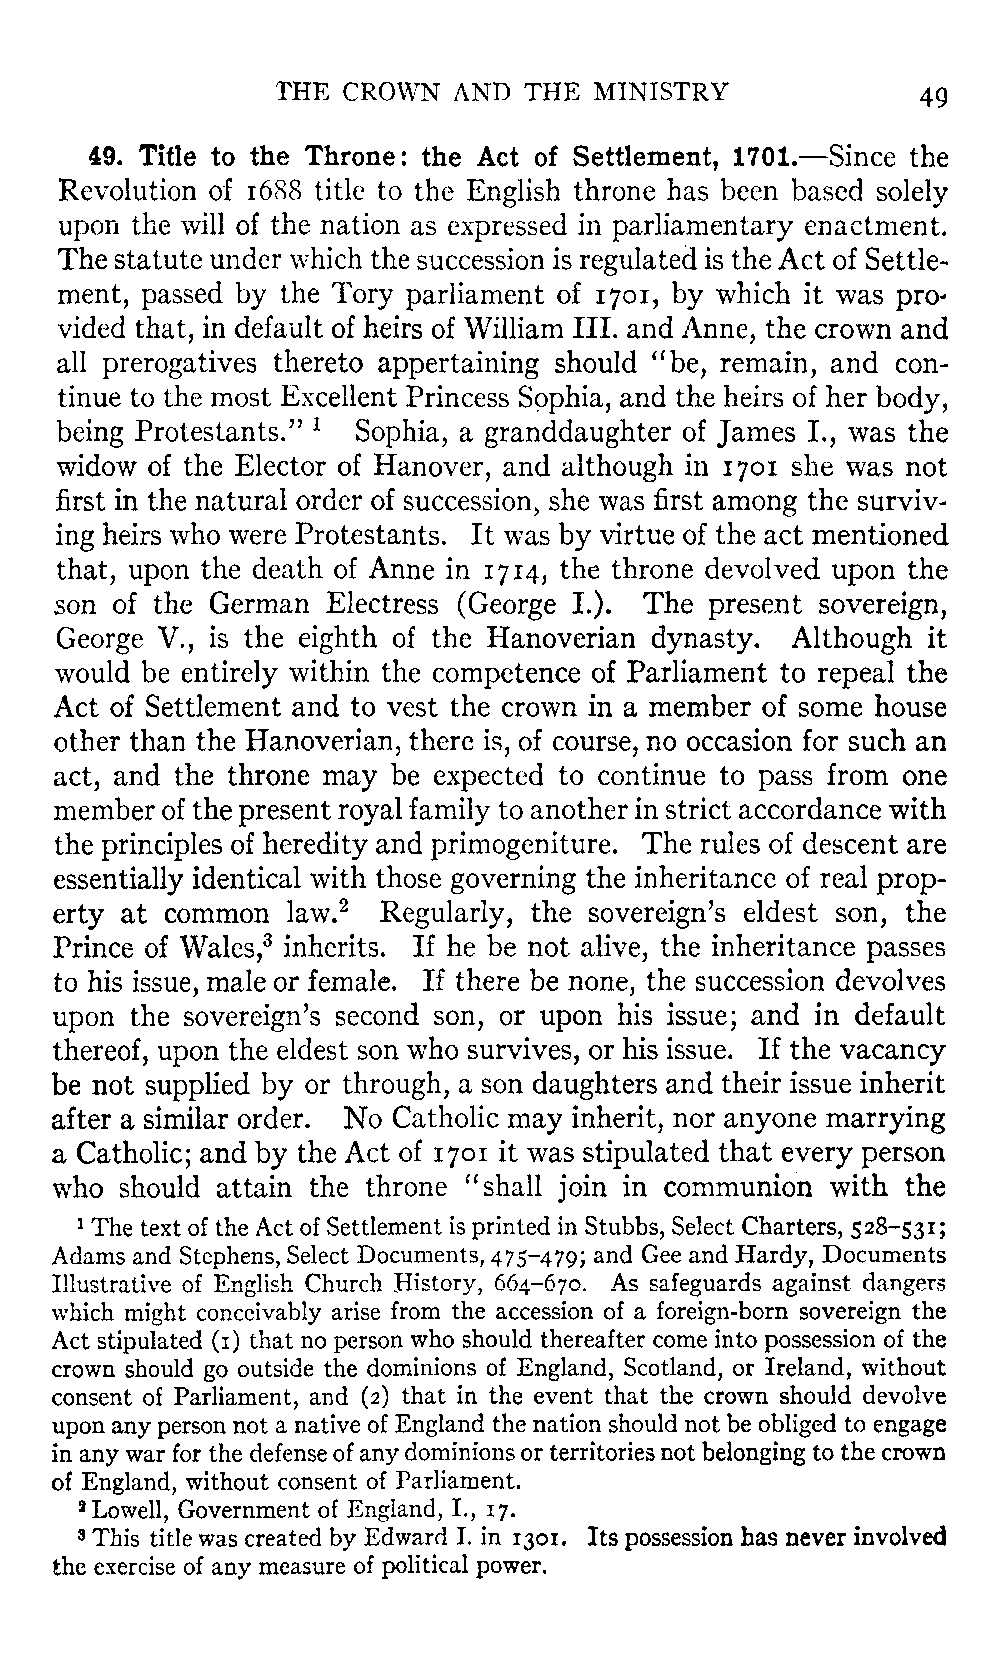 THE CROWN AND THE MINISTRY 49
49. Title to the Throne: the Act of Settlement, 1701.—Since the
Revolution of 1688 title to the English throne has been based solely
upon the will of the nation as expressed in parliamentary enactment.
The statute under which the succession is regulated is the Act of Settle-
ment, passed by the Tory parliament of 1701, by which it was pro-
vided that, in default of heirs of William III. and Anne, the crown and
all prerogatives thereto appertaining should "be, remain, and con-
tinue to the most Excellent Princess Sophia, and the heirs of her body,
being Protestants." ¹ Sophia, a granddaughter of James I., was the
widow of the Elector of Hanover, and although in 1701 she was not
first in the natural order of succession, she was first among the surviv-
ing heirs who were Protestants. It was by virtue of the act mentioned
that, upon the death of Anne in 1714, the throne devolved upon the
son of the German Electress (George I.). The present sovereign,
George V., is the eighth of the Hanoverian dynasty. Although it
would be entirely within the competence of Parliament to repeal the
Act of Settlement and to vest the crown in a member of some house
other than the Hanoverian, there is, of course, no occasion for such an
act, and the throne may be expected to continue to pass from one
member of the present royal family to another in strict accordance with
the principles of heredity and primogeniture. The rules of descent are
essentially identical with those governing the inheritance of real prop-
erty at common law.² Regularly, the sovereign's eldest son, the
Prince of Wales,³ inherits. If he be not alive, the inheritance passes
to his issue, male or female. If there be none, the succession devolves
upon the sovereign's second son, or upon his issue; and in default
thereof, upon the eldest son who survives, or his issue. If the vacancy
be not supplied by or through, a son daughters and their issue inherit
after a similar order. No Catholic may inherit, nor anyone marrying
a Catholic; and by the Act of 1701 it was stipulated that every person
who should attain the throne "shall join in communion with the
¹ The text of the Act of Settlement is printed in Stubbs, Select Charters, 528–531;
Adams and Stephens, Select Documents, 475–479; and Gee and Hardy, Documents
Illustrative of English Church History, 664–670. As safeguards against dangers
which might conceivably arise from the accession of a foreign-born sovereign the
Act stipulated (1) that no person who should thereafter come into possession of the
crown should go outside the dominions of England, Scotland, or Ireland, without
consent of Parliament, and (2) that in the event that the crown should devolve
upon any person not a native of England the nation should not be obliged to engage
in any war for the defense of any dominions or territories not belonging to the crown
of England, without consent of Parliament.
² Lowell, Government of England, I., 17.
³ This title was created by Edward I. in 1301. Its possession has never involved
the exercise of any measure of political power.